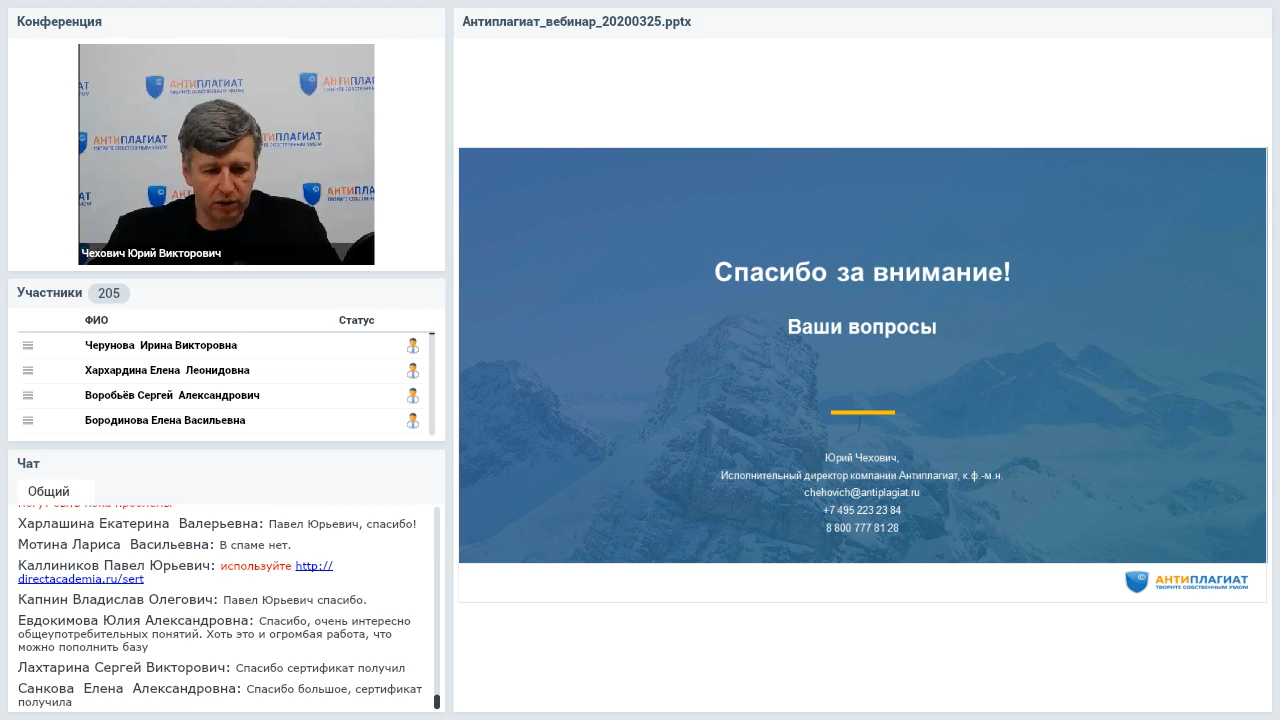 Конференция
АНТИПЛАГИАТ
АНТИПЛАГИАТ
Чехович Юрий Викторович
Участники 205
ФИО Статус
Черунова Ирина Викторовна
Хархардина Елена Леонидовна
Воробьёв Сергей Александрович
Бородинова Елена Васильевна
Чат
Общий
могут быть пока проблемы
Харлашина Екатерина Валерьевна: Павел Юрьевич, спасибо!
Мотина Лариса Васильевна: В спаме нет.
Каллиников Павел Юрьевич: используйте http://
directacademia.ru/sert
Капнин Владислав Олегович: Павел Юрьевич спасибо.
Евдокимова Юлия Александровна: Спасибо, очень интересно
общеупотребительных понятий. Хоть это и огромбая работа, что
можно пополнить базу
Лахтарина Сергей Викторович: Спасибо сертификат получил
Санкова Елена Александровна: Спасибо большое, сертификат
получила
Антиплагиат_вебинар_20200325.pptx
Спасибо за внимание!
Ваши вопросы
Юрий Чехович,
Исполнительный директор компании Антиплагиат, к.ф.-м.н.
chehovich@antiplagiat.ru
+7 495 223 23 84
8 800 777 81 28
АНТИПЛАГИАТ
ТВОРИТЕ СОБСТВЕННЫМ УМОМ